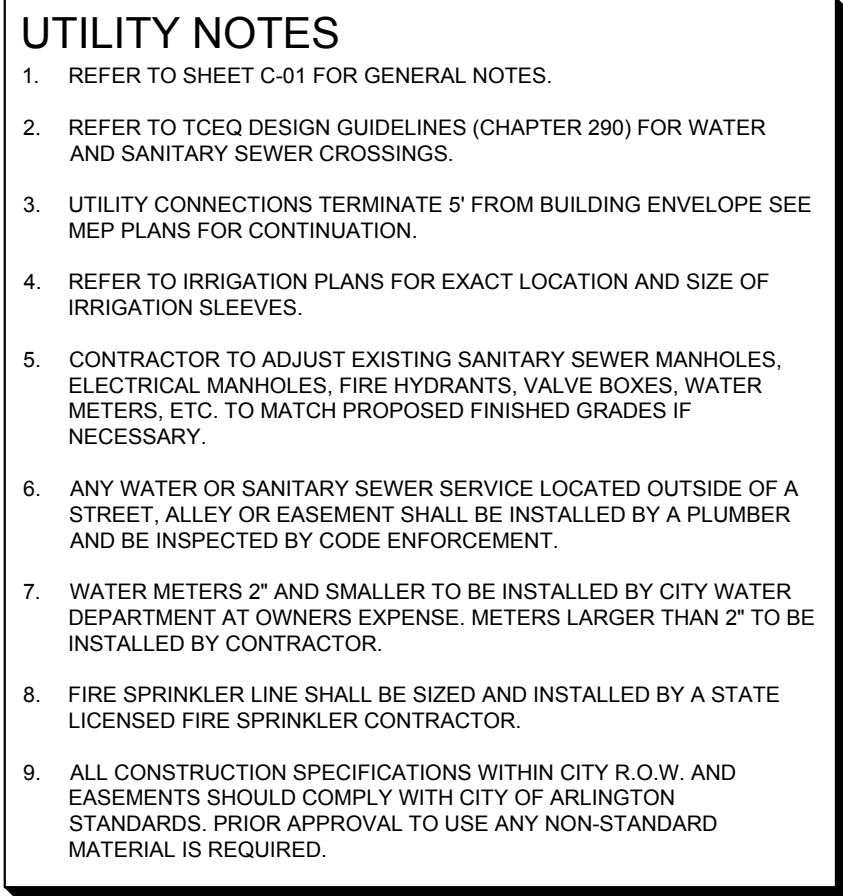 UTILITY NOTES
1. REFER TO SHEET C-01 FOR GENERAL NOTES.
2. REFER TO TCEQ DESIGN GUIDELINES (CHAPTER 290) FOR WATER
AND SANITARY SEWER CROSSINGS.
3. UTILITY CONNECTIONS TERMINATE 5' FROM BUILDING ENVELOPE SEE
MEP PLANS FOR CONTINUATION.
4. REFER TO IRRIGATION PLANS FOR EXACT LOCATION AND SIZE OF
IRRIGATION SLEEVES.
5. CONTRACTOR TO ADJUST EXISTING SANITARY SEWER MANHOLES,
ELECTRICAL MANHOLES, FIRE HYDRANTS, VALVE BOXES, WATER
METERS, ETC. TO MATCH PROPOSED FINISHED GRADES IF
NECESSARY.
6. ANY WATER OR SANITARY SEWER SERVICE LOCATED OUTSIDE OF A
STREET, ALLEY OR EASEMENT SHALL BE INSTALLED BY A PLUMBER
AND BE INSPECTED BY CODE ENFORCEMENT.
7. WATER METERS 2" AND SMALLER TO BE INSTALLED BY CITY WATER
DEPARTMENT AT OWNERS EXPENSE. METERS LARGER THAN 2" TO BE
INSTALLED BY CONTRACTOR.
8. FIRE SPRINKLER LINE SHALL BE SIZED AND INSTALLED BY A STATE
LICENSED FIRE SPRINKLER CONTRACTOR.
9. ALL CONSTRUCTION SPECIFICATIONS WITHIN CITY R.O.W. AND
EASEMENTS SHOULD COMPLY WITH CITY OF ARLINGTON
STANDARDS. PRIOR APPROVAL TO USE ANY NON-STANDARD
MATERIAL IS REQUIRED.